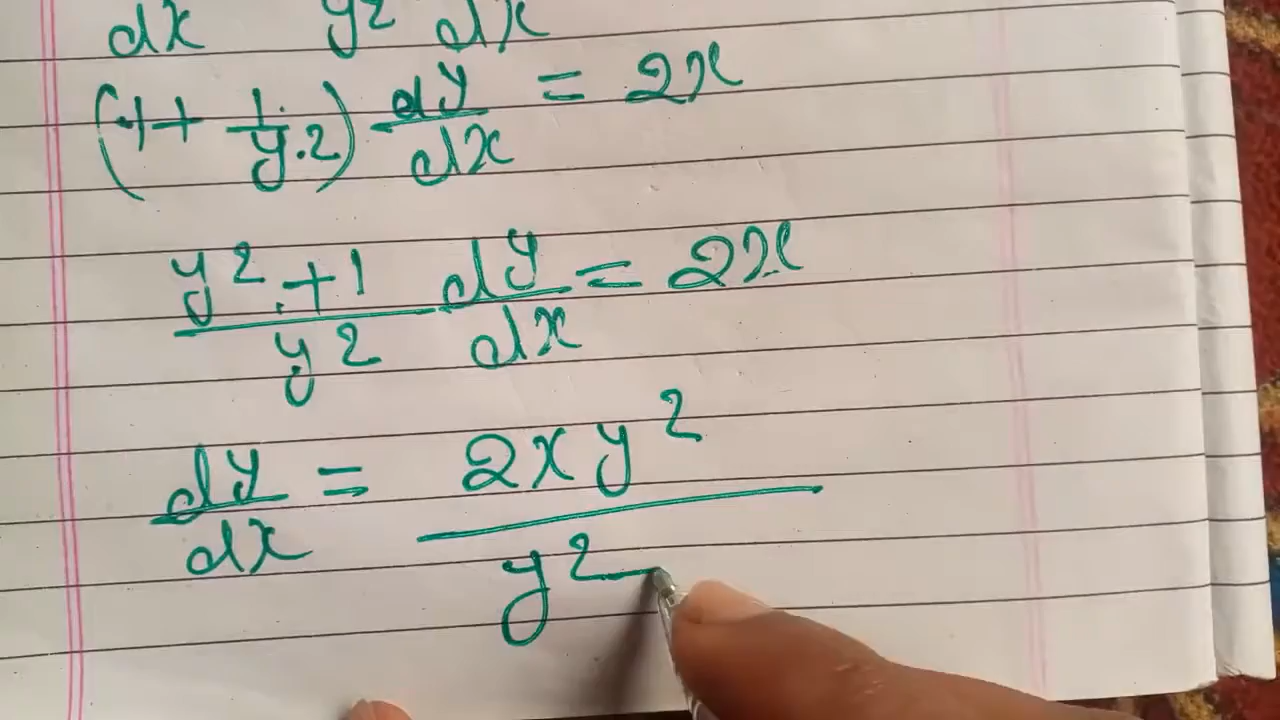 dx y2 dx
(1 + 1/y.2) dy/dx = 2x
y2 + 1/y2 dy/dx = 2x
dy/dx = 2xy2/y2